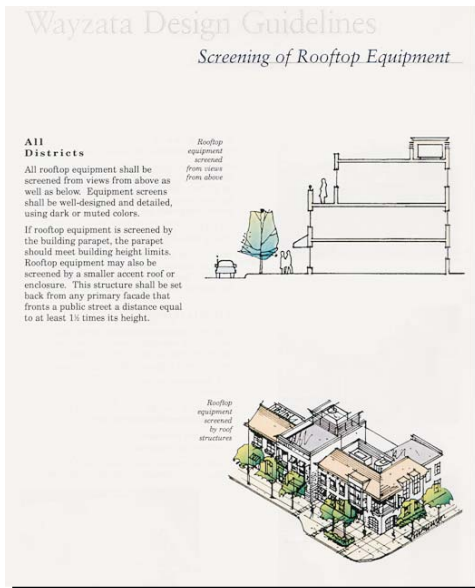 Wayzata Design Guidelines
Screening of Rooftop Equipment
All
Districts
All rooftop equipment shall be
screened from views from above as
well as below. Equipment screens
shall be well-designed and detailed,
using dark or muted colors.
If rooftop equipment is screened by
the building parapet, the parapet
should meet building height limits.
Rooftop equipment may also be
screened by a smaller accent roof or
enclosure. This structure shall be set
back from any primary facade that
fronts a public street a distance equal
to at least 1½ times its height.
Rooftop
equipment
screened
from views
from above
Rooftop
equipment
screened
by roof
structures